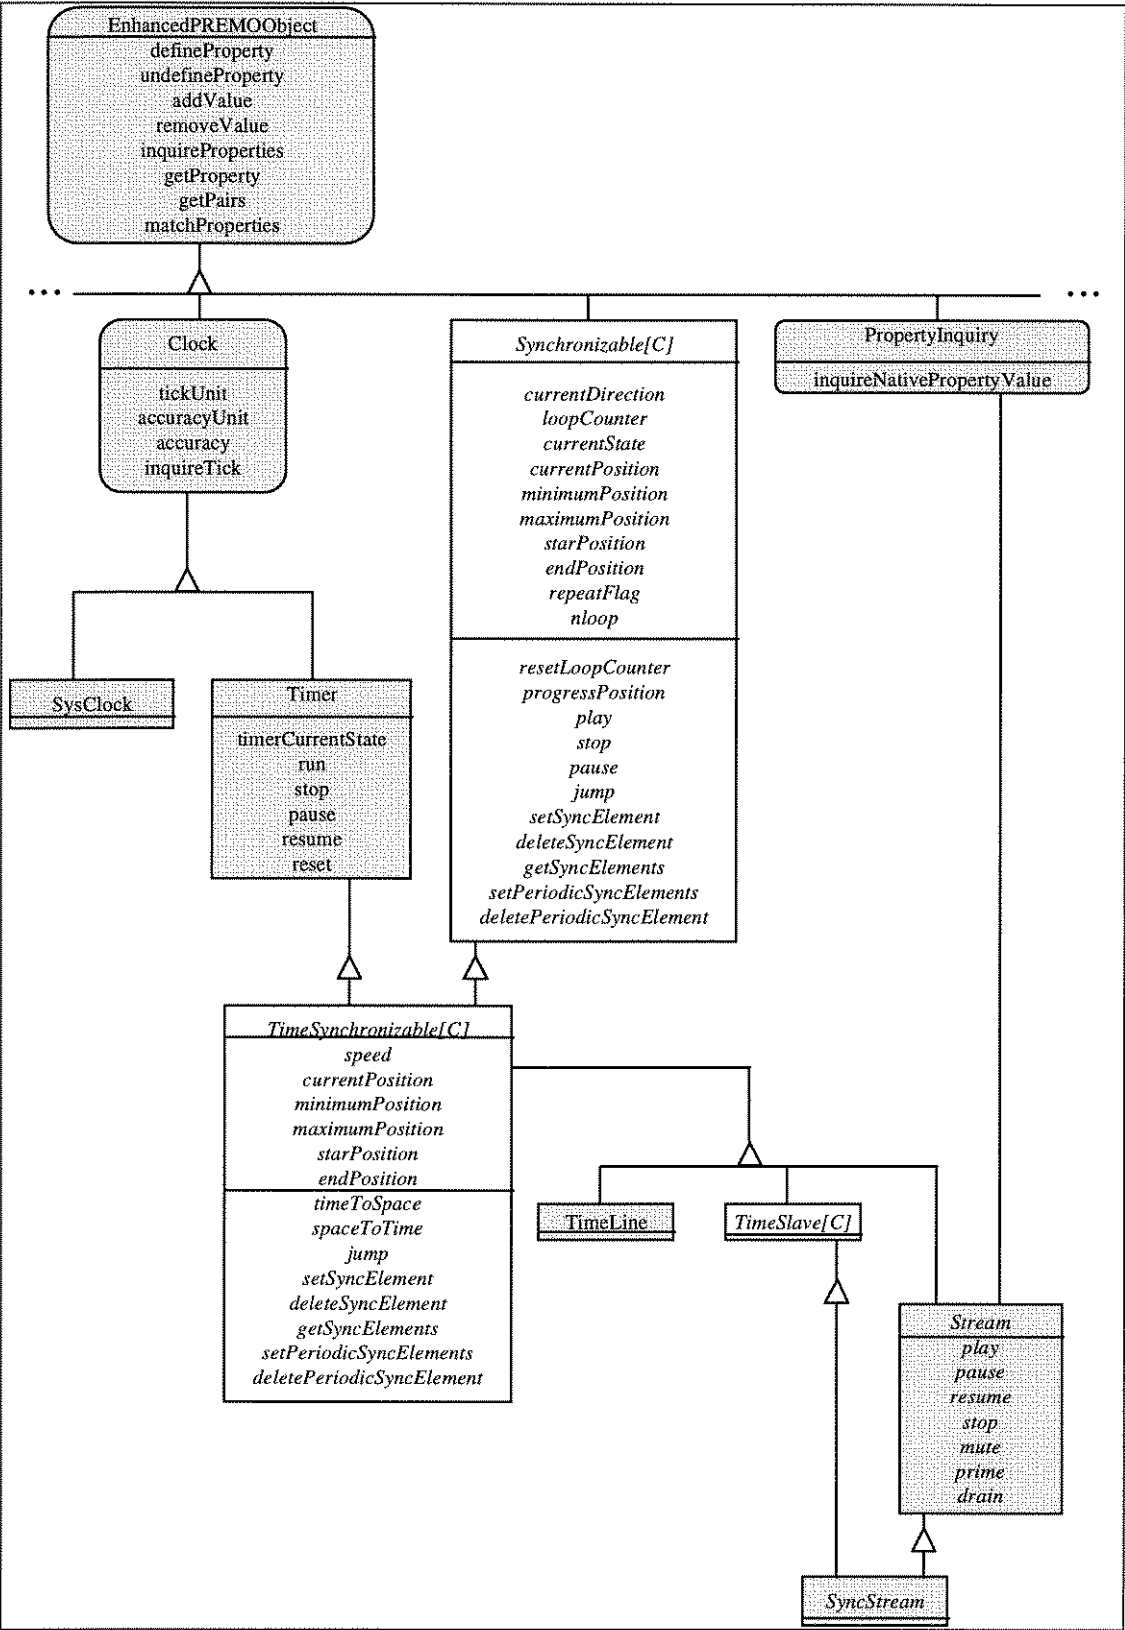 EnhancedPREMOObject
defineProperty
undefineProperty
addValue
removeValue
inquireProperties
getProperty
getPairs
matchProperties
...
...
Clock
tickUnit
accuracyUnit
accuracy
inquireTick
Synchronizable[C]
currentDirection
loopCounter
currentState
currentPosition
minimumPosition
maximumPosition
starPosition
endPosition
repeatFlag
nloop
resetLoopCounter
progressPosition
play
stop
pause
jump
setSyncElement
deleteSyncElement
getSyncElements
setPeriodicSyncElements
deletePeriodicSyncElement
PropertyInquiry
inquireNativePropertyValue
SysClock
Timer
timerCurrentState
run
stop
pause
resume
reset
TimeSynchronizable[C]
speed
currentPosition
minimumPosition
maximumPosition
starPosition
endPosition
timeToSpace
spaceToTime
jump
setSyncElement
deleteSyncElement
getSyncElements
setPeriodicSyncElements
deletePeriodicSyncElement
TimeLine
TimeSlave[C]
Stream
play
pause
resume
stop
mute
prime
drain
SyncStream